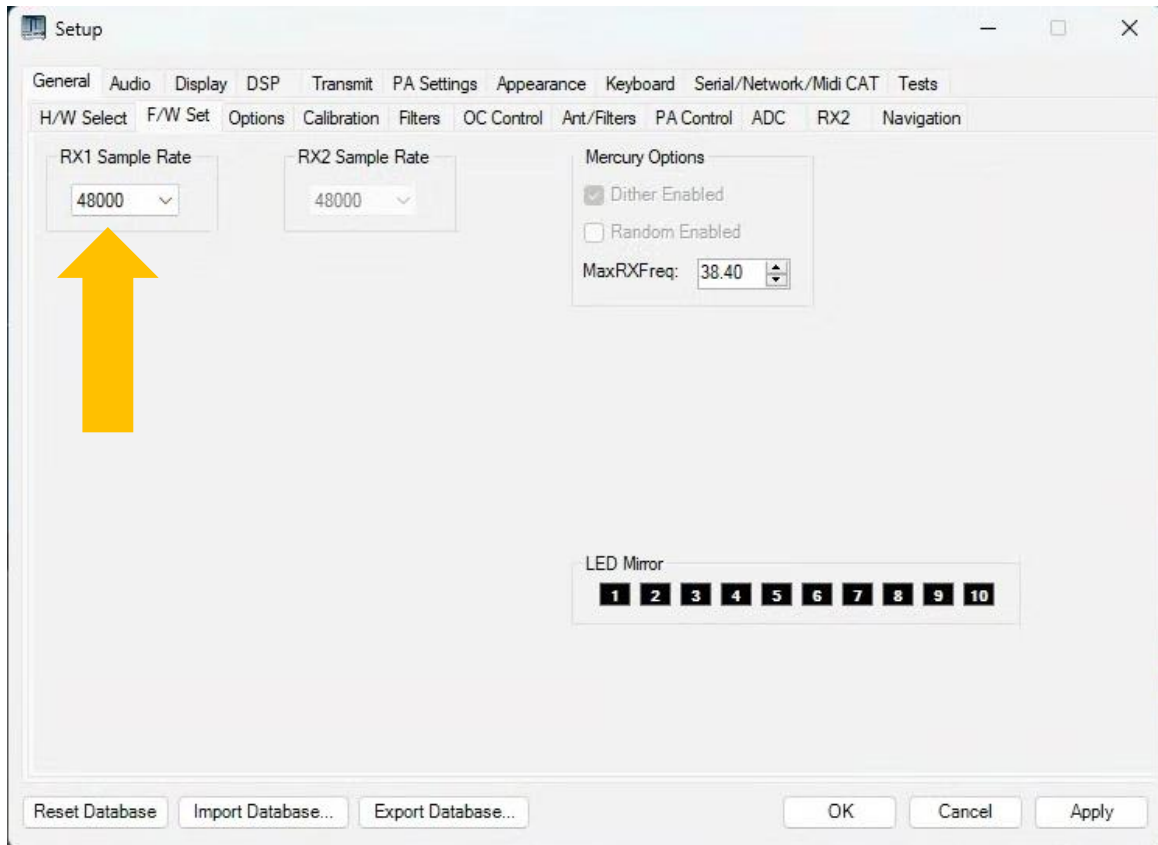 Setup
General Audio Display DSP Transmit PA Settings Appearance Keyboard Serial/Network/Midi CAT Tests
H/W Select F/W Set Options Calibration Filters OC Control Ant/Filters PA Control ADC RX2 Navigation
RX1 Sample Rate RX2 Sample Rate Mercury Options
48000 48000 Dither Enabled
Random Enabled
MaxRXFreq: 38.40
LED Mirror
1 2 3 4 5 6 7 8 9 10
Reset Database Import Database... Export Database... OK Cancel Apply